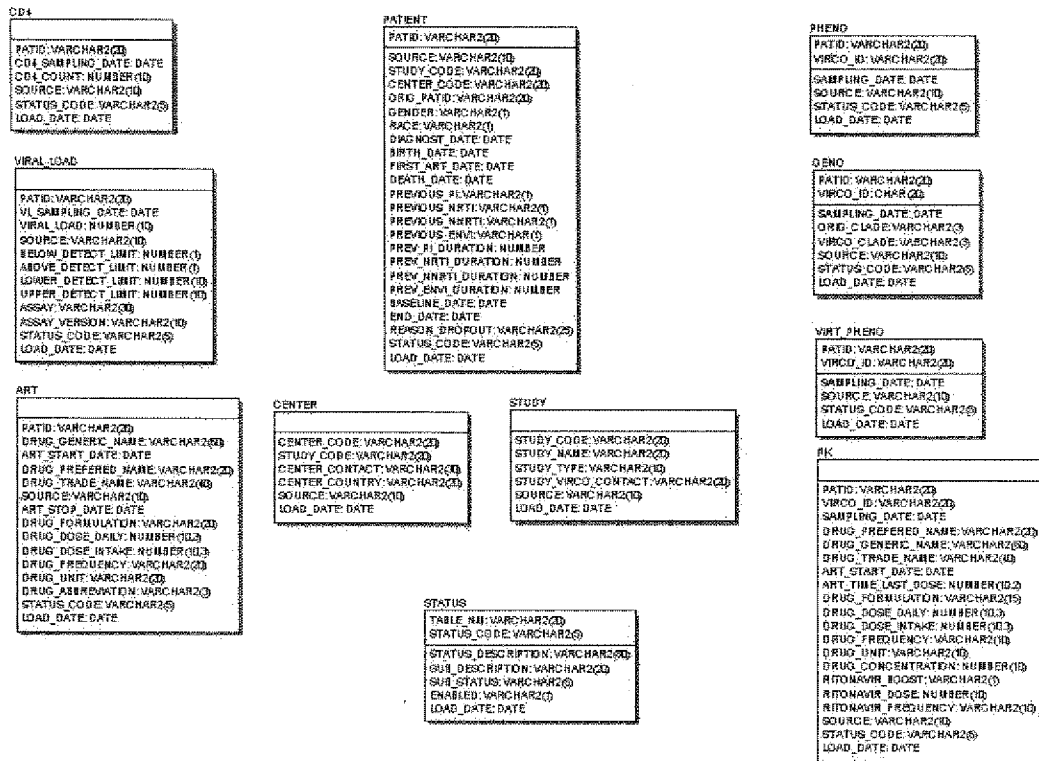 CD4
PATID: VARCHAR2(20)
CD4_SAMPLING_DATE: DATE
CD4_COUNT: NUMBER(10)
SOURCE: VARCHAR2(10)
STATUS_CODE: VARCHAR2(5)
LOAD_DATE: DATE
VIRAL_LOAD
PATID: VARCHAR2(20)
VL_SAMPLING_DATE: DATE
VIRAL_LOAD: NUMBER(10)
SOURCE: VARCHAR2(10)
BELOW_DETECT_LIMIT: NUMBER(1)
ABOVE_DETECT_LIMIT: NUMBER(1)
LOWER_DETECT_LIMIT: NUMBER(10)
UPPER_DETECT_LIMIT: NUMBER(10)
ASSAY: VARCHAR2(30)
ASSAY_VERSION: VARCHAR2(10)
STATUS_CODE: VARCHAR2(5)
LOAD_DATE: DATE
ART
PATID: VARCHAR2(20)
DRUG_GENERIC_NAME: VARCHAR2(60)
ART_START_DATE: DATE
DRUG_PREFERED_NAME: VARCHAR2(20)
DRUG_TRADE_NAME: VARCHAR2(40)
SOURCE: VARCHAR2(10)
ART_STOP_DATE: DATE
DRUG_FORMULATION: VARCHAR2(20)
DRUG_DOSE_DAILY: NUMBER(10,2)
DRUG_DOSE_INTAKE: NUMBER(10,3)
DRUG_FREQUENCY: VARCHAR2(20)
DRUG_UNIT: VARCHAR2(20)
DRUG_ABBREVIATION: VARCHAR2(3)
STATUS_CODE: VARCHAR2(5)
LOAD_DATE: DATE
PATIENT
PATID: VARCHAR2(20)
SOURCE: VARCHAR2(10)
STUDY_CODE: VARCHAR2(20)
CENTER_CODE: VARCHAR2(20)
ORIG_PATID: VARCHAR2(20)
GENDER: VARCHAR2(1)
RACE: VARCHAR2(1)
DIAGNOST_DATE: DATE
BIRTH_DATE: DATE
FIRST_ART_DATE: DATE
DEATH_DATE: DATE
PREVIOUS_PI: VARCHAR2(1)
PREVIOUS_NRTI: VARCHAR2(1)
PREVIOUS_NNRTI: VARCHAR2(1)
PREVIOUS_ENVI: VARCHAR(1)
PREV_PI_DURATION: NUMBER
PREV_NRTI_DURATION: NUMBER
PREV_NNRTI_DURATION: NUMBER
PREV_ENVI_DURATION: NUMBER
BASELINE_DATE: DATE
END_DATE: DATE
REASON_DROPOUT: VARCHAR2(25)
STATUS_CODE: VARCHAR2(5)
LOAD_DATE: DATE
CENTER
CENTER_CODE: VARCHAR2(20)
STUDY_CODE: VARCHAR2(20)
CENTER_CONTACT: VARCHAR2(30)
CENTER_COUNTRY: VARCHAR2(20)
SOURCE: VARCHAR2(10)
LOAD_DATE: DATE
STUDY
STUDY_CODE: VARCHAR2(20)
STUDY_NAME: VARCHAR2(20)
STUDY_TYPE: VARCHAR2(10)
STUDY_VIRCO_CONTACT: VARCHAR2(20)
SOURCE: VARCHAR2(10)
LOAD_DATE: DATE
STATUS
TABLE_NM: VARCHAR2(20)
STATUS_CODE: VARCHAR2(5)
STATUS_DESCRIPTION: VARCHAR2(90)
SUB_DESCRIPTION: VARCHAR2(20)
SUB_STATUS: VARCHAR2(5)
ENABLED: VARCHAR2(1)
LOAD_DATE: DATE
PHENO
PATID: VARCHAR2(20)
VIRCO_ID: VARCHAR2(20)
SAMPLING_DATE: DATE
SOURCE: VARCHAR2(10)
STATUS_CODE: VARCHAR2(5)
LOAD_DATE: DATE
GENO
PATID: VARCHAR2(20)
VIRCO_ID: CHAR(20)
SAMPLING_DATE: DATE
ORIG_CLADE: VARCHAR2(3)
VIRCO_CLADE: VARCHAR2(3)
SOURCE: VARCHAR2(10)
STATUS_CODE: VARCHAR2(5)
LOAD_DATE: DATE
VIRT_PHENO
PATID: VARCHAR2(20)
VIRCO_ID: VARCHAR2(20)
SAMPLING_DATE: DATE
SOURCE: VARCHAR2(10)
STATUS_CODE: VARCHAR2(5)
LOAD_DATE: DATE
PK
PATID: VARCHAR2(20)
VIRCO_ID: VARCHAR2(20)
SAMPLING_DATE: DATE
DRUG_PREFERED_NAME: VARCHAR2(20)
DRUG_GENERIC_NAME: VARCHAR2(60)
DRUG_TRADE_NAME: VARCHAR2(40)
ART_START_DATE: DATE
ART_TIME_LAST_DOSE: NUMBER(10,2)
DRUG_FORMULATION: VARCHAR2(15)
DRUG_DOSE_DAILY: NUMBER(10,3)
DRUG_DOSE_INTAKE: NUMBER(10,3)
DRUG_FREQUENCY: VARCHAR2(10)
DRUG_UNIT: VARCHAR2(10)
DRUG_CONCENTRATION: NUMBER(10)
RITONAVIR_BOOST: VARCHAR2(1)
RITONAVIR_DOSE: NUMBER(10)
RITONAVIR_FREQUENCY: VARCHAR2(10)
SOURCE: VARCHAR2(10)
STATUS_CODE: VARCHAR2(5)
LOAD_DATE: DATE